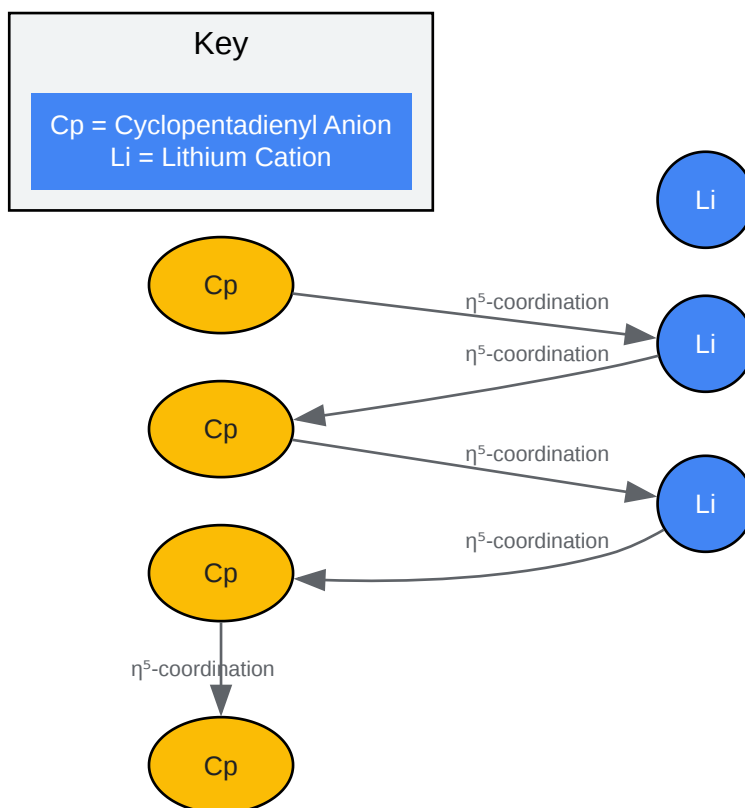 Key
Cp = Cyclopentadienyl Anion
Li = Lithium Cation
Li
Cp
η⁵-coordination
Li
η⁵-coordination
Cp
η⁵-coordination
Li
η⁵-coordination
Cp
η⁵-coordination
Cp